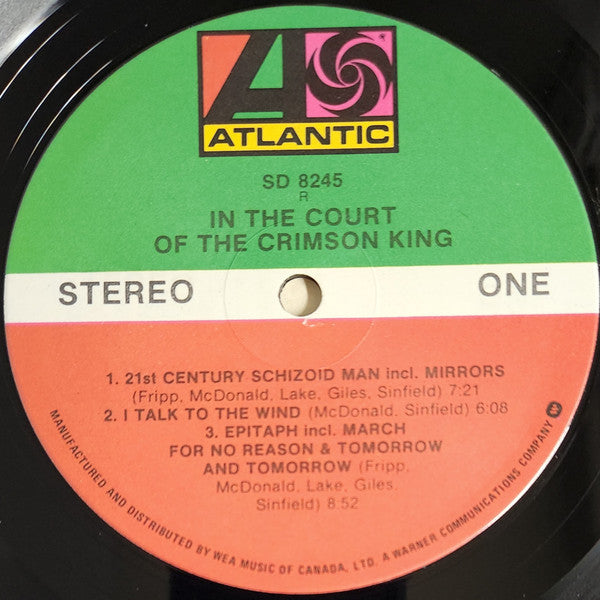 ATLANTIC
SD 8245
R
IN THE COURT
OF THE CRIMSON KING
STEREO
ONE
1. 21st CENTURY SCHIZOID MAN incl. MIRRORS
(Fripp, McDonald, Lake, Giles, Sinfield) 7:21
2. I TALK TO THE WIND (McDonald, Sinfield) 6:08
3. EPITAPH incl. MARCH
FOR NO REASON & TOMORROW
AND TOMORROW (Fripp,
McDonald, Lake, Giles,
Sinfield) 8:52
MANUFACTURED AND DISTRIBUTED BY WEA MUSIC OF CANADA, LTD. A WARNER COMMUNICATIONS COMPANY